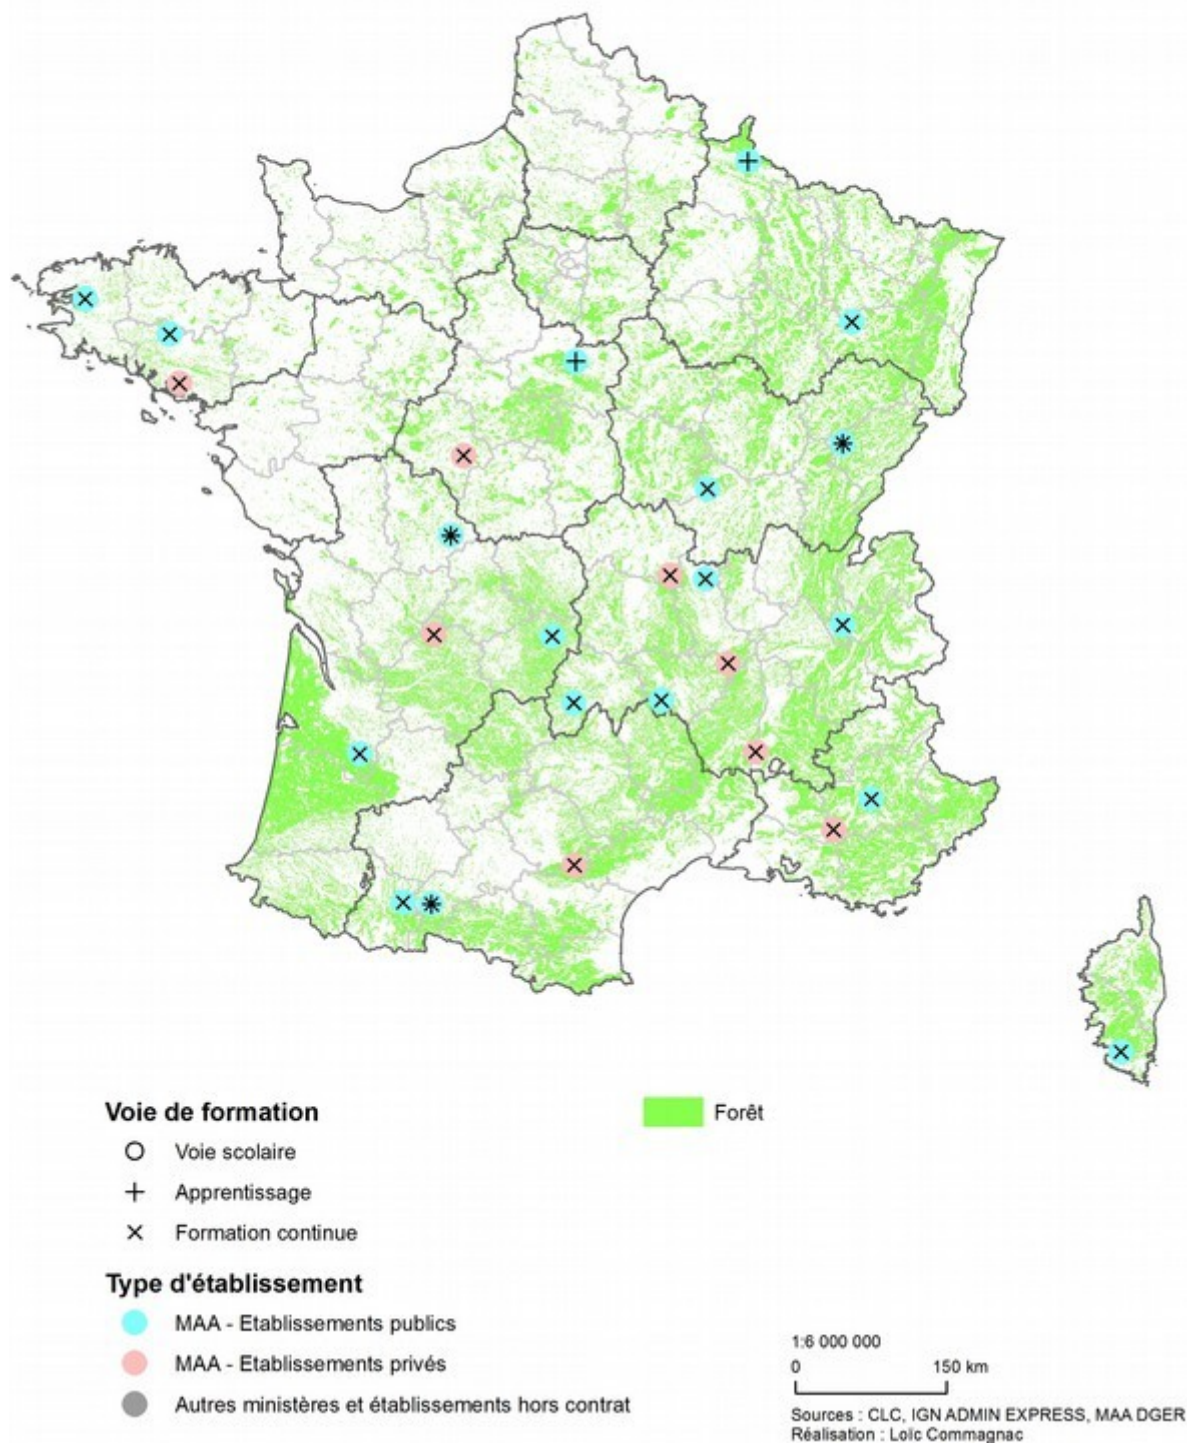 Voie de formation
Forêt
Voie scolaire
Apprentissage
Formation continue
Type d'établissement
MAA - Etablissements publics
MAA - Etablissements privés
Autres ministères et établissements hors contrat
1:6 000 000
0 150 km
Sources : CLC, IGN ADMIN EXPRESS, MAA DGER
Réalisation : Loïc Commagnac